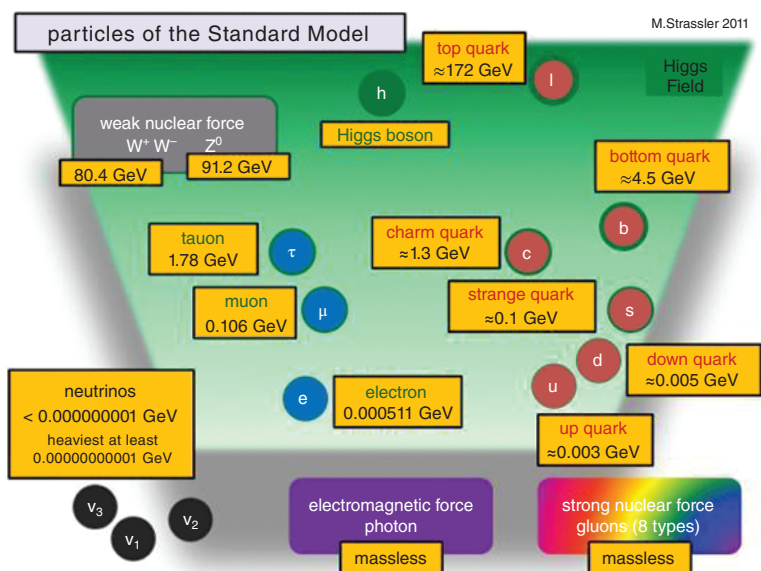 particles of the Standard Model
M.Strassler 2011
top quark
≈172 GeV
l
Higgs
Field
h
Higgs boson
weak nuclear force
W⁺ W⁻ Z⁰
80.4 GeV
91.2 GeV
bottom quark
≈4.5 GeV
b
tauon
1.78 GeV
τ
charm quark
≈1.3 GeV
c
muon
0.106 GeV
μ
strange quark
≈0.1 GeV
s
d
down quark
≈0.005 GeV
u
up quark
≈0.003 GeV
e
electron
0.000511 GeV
neutrinos
< 0.000000001 GeV
heaviest at least
0.00000000001 GeV
v₃
v₁
v₂
electromagnetic force
photon
massless
strong nuclear force
gluons (8 types)
massless